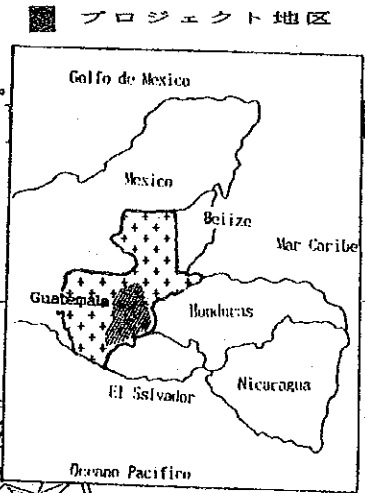 プロジェクト地区
Golfo de Mexico
Mexico
Belize
Mar Caribe
Guatemala
Honduras
Nicaragua
El Sslvador
Oceano Pacifico